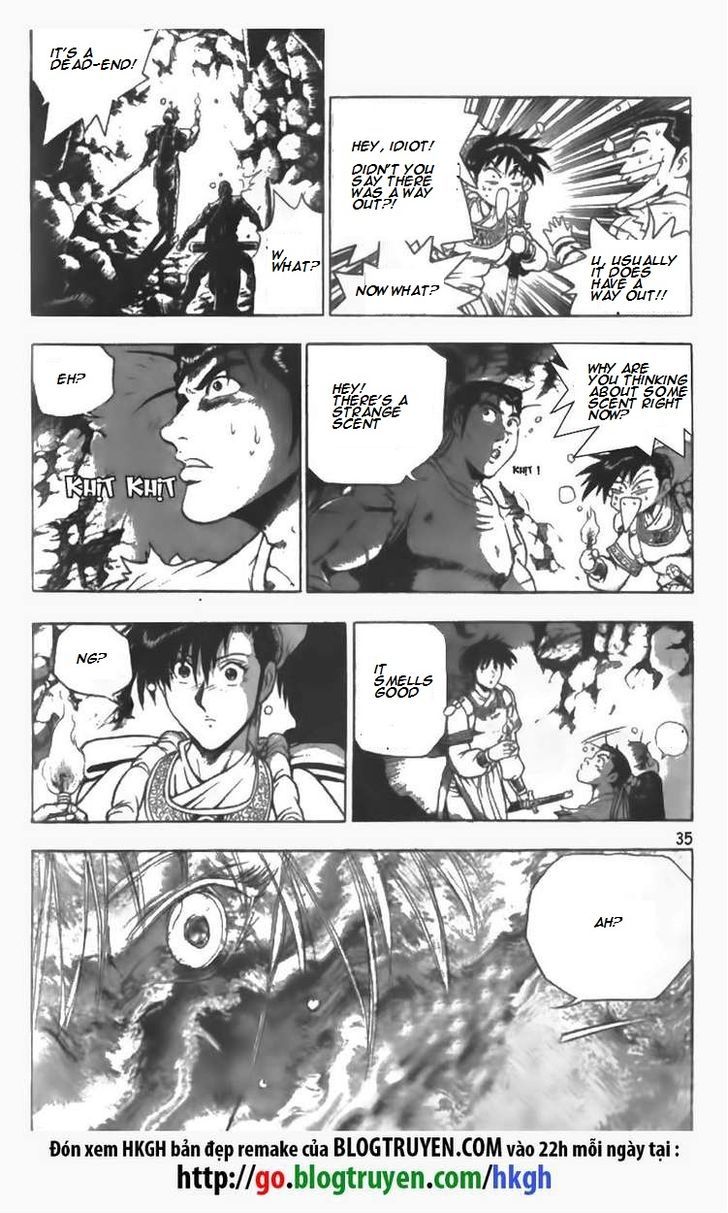 IT'S A
DEAD-END!
W
WHAT?
HEY, IDIOT!
DIDN'T YOU
SAY THERE
WAS A WAY
OUT?!
NOW WHAT?
U, USUALLY
IT DOES
HAVE A
WAY OUT!!
EH?
KHỊT KHỊT
HEY!
THERE'S A
STRANGE
SCENT
KHỊT !
WHY ARE
YOU THINKING
ABOUT SOME
SCENT RIGHT
NOW?
NG?
IT
SMELLS
GOOD
35
AH?
Đón xem HKGH bản đẹp remake của BLOGTRUYEN.COM vào 22h mỗi ngày tại :
http://go.blogtruyen.com/hkgh